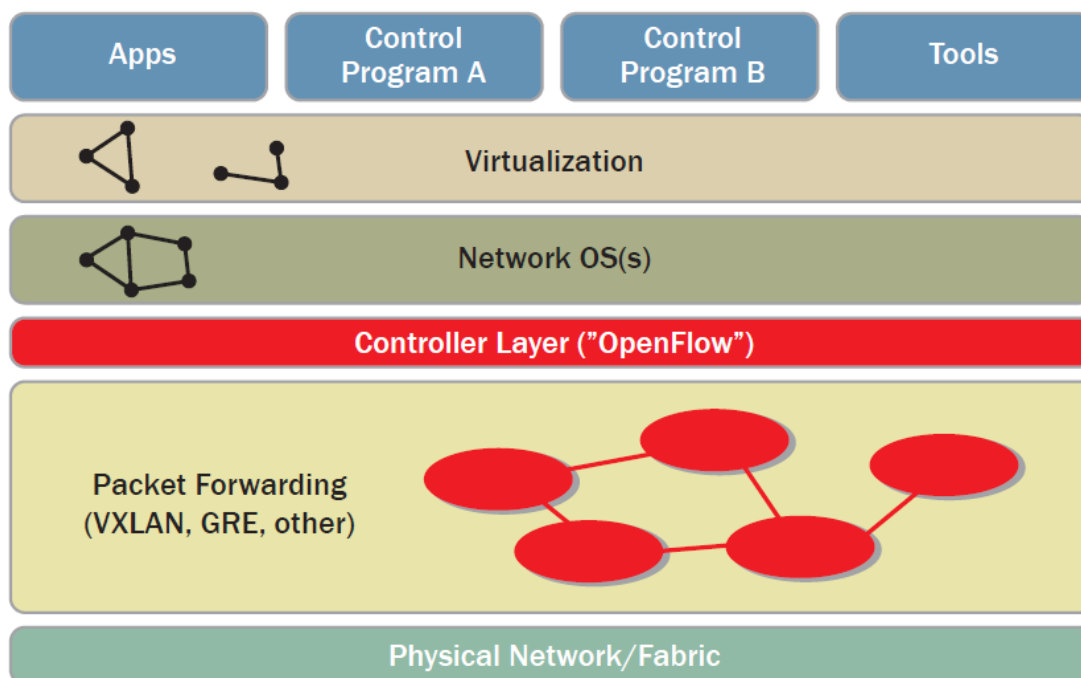 Apps
Control
Program A
Control
Program B
Tools
Virtualization
Network OS(s)
Controller Layer (”OpenFlow”)
Packet Forwarding
(VXLAN, GRE, other)
Physical Network/Fabric